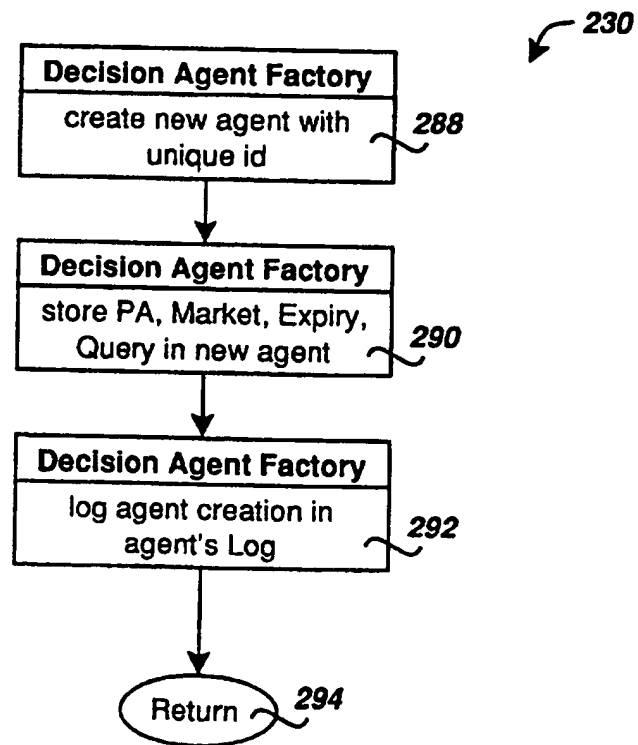 230
Decision Agent Factory
create new agent with
unique id
288
Decision Agent Factory
store PA, Market, Expiry,
Query in new agent
290
Decision Agent Factory
log agent creation in
agent's Log
292
Return
294